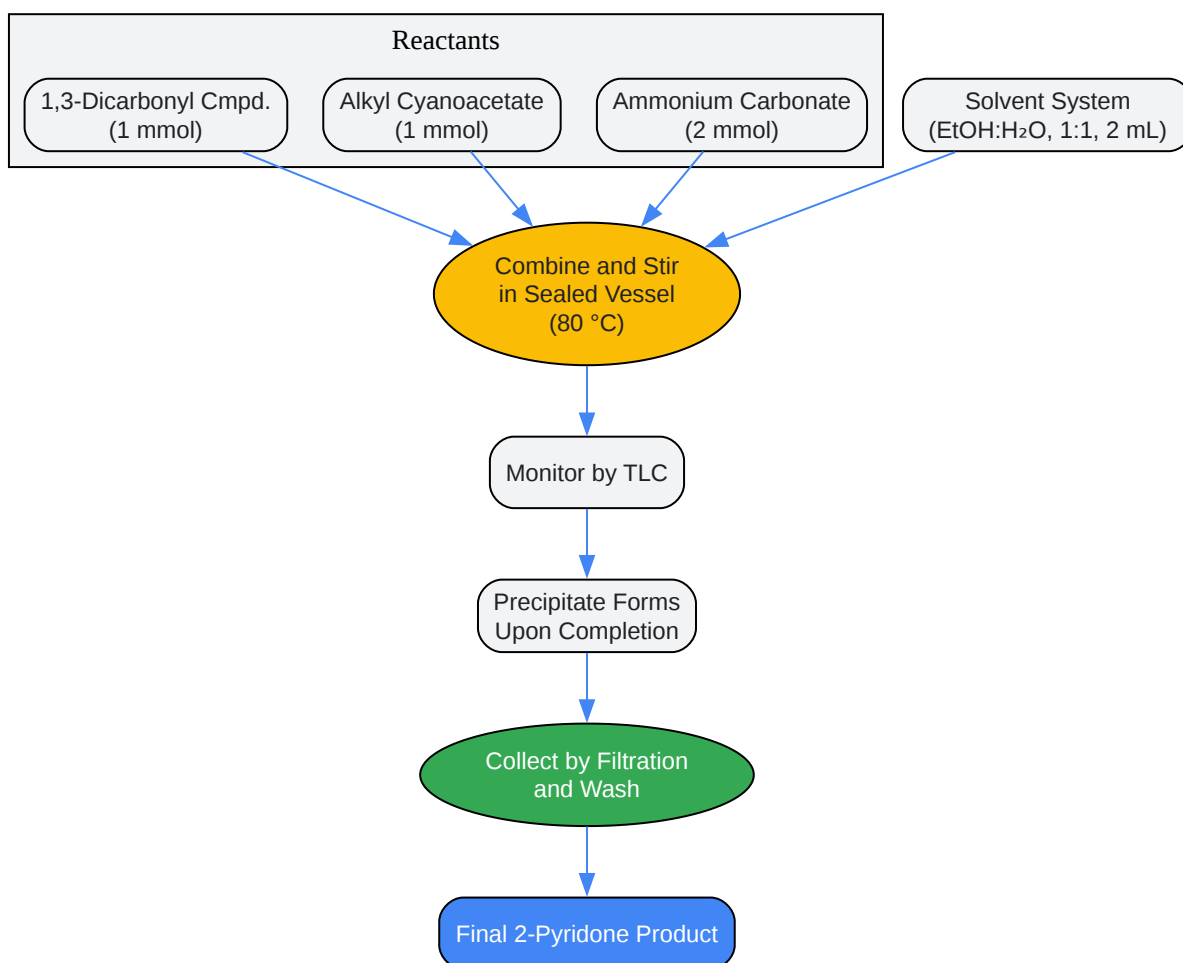 Reactants
1,3-Dicarbonyl Cmpd.
(1 mmol)
Alkyl Cyanoacetate
(1 mmol)
Ammonium Carbonate
(2 mmol)
Solvent System
(EtOH:H₂O, 1:1, 2 mL)
Combine and Stir
in Sealed Vessel
(80 °C)
Monitor by TLC
Precipitate Forms
Upon Completion
Collect by Filtration
and Wash
Final 2-Pyridone Product